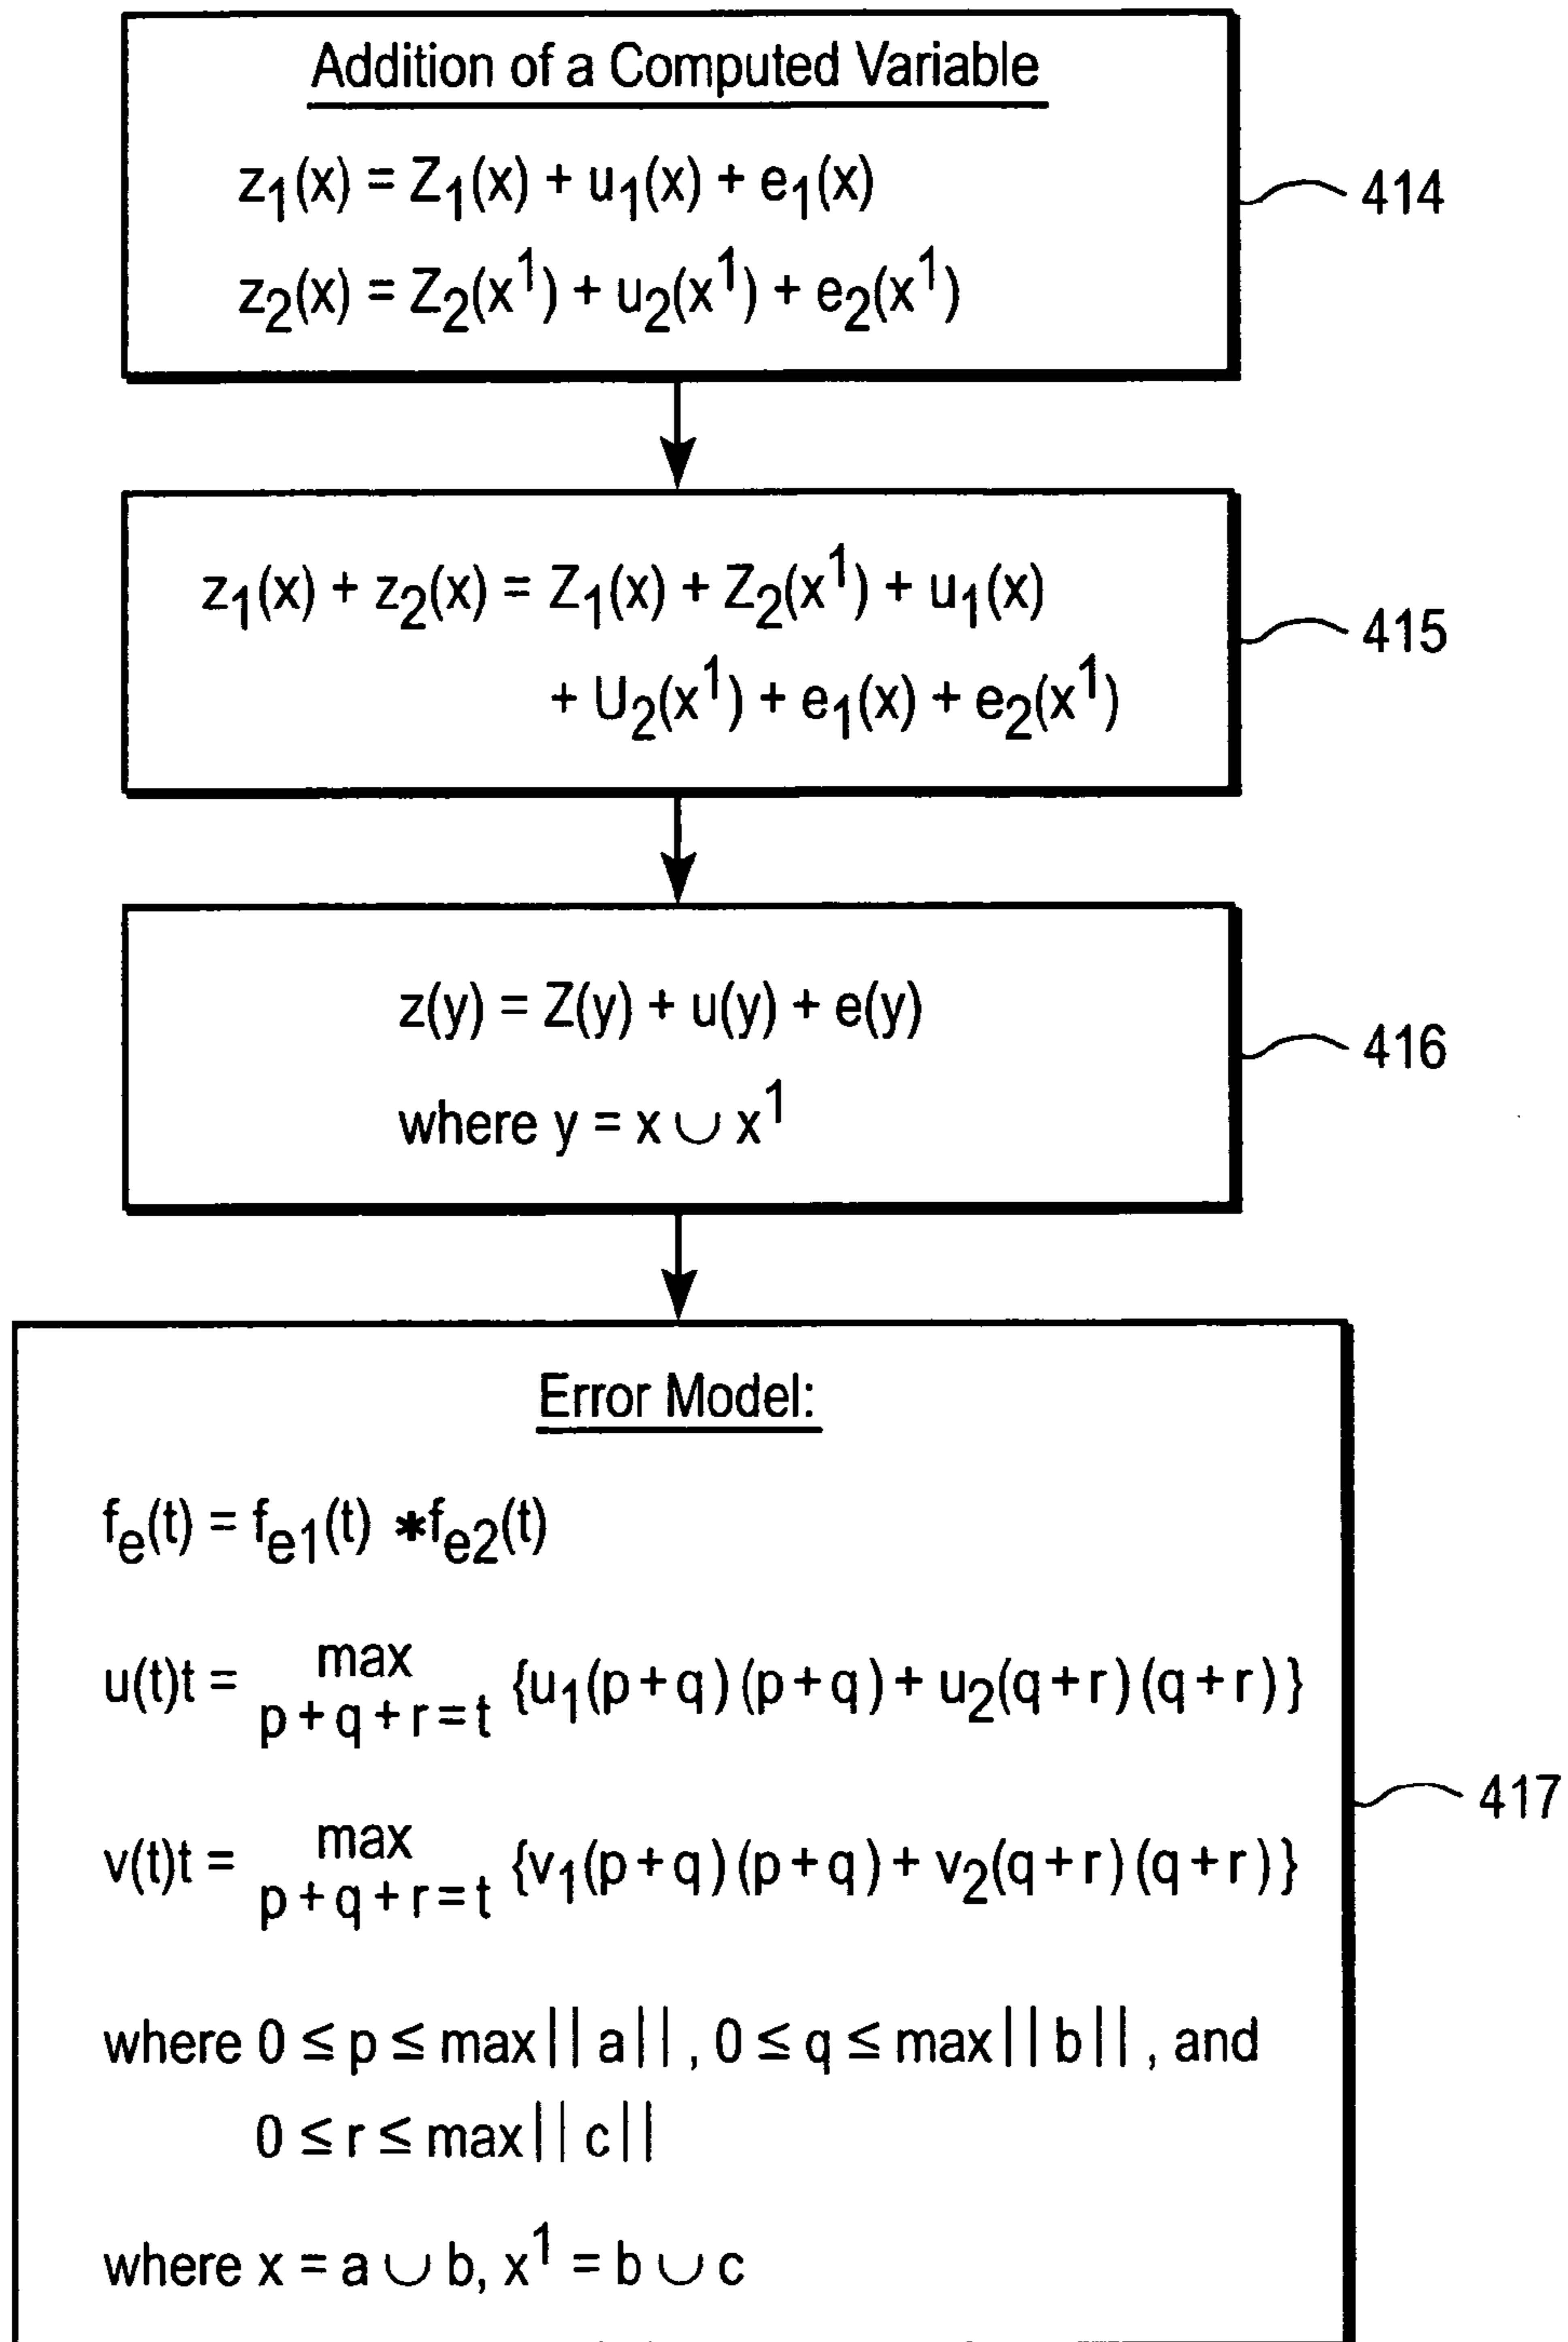 Addition of a Computed Variable
z₁(x) = Z₁(x) + u₁(x) + e₁(x)
414
z₂(x) = Z₂(x¹) + u₂(x¹) + e₂(x¹)
z₁(x) + z₂(x) = Z₁(x) + Z₂(x¹) + u₁(x)
415
+ U₂(x¹) + e₁(x) + e₂(x¹)
z(y) = Z(y) + u(y) + e(y)
416
where y = x ∪ x¹
Error Model:
fₑ(t) = fₑ₁(t) *fₑ₂(t)
u(t)t = max {u₁(p+q)(p+q) + u₂(q+r)(q+r)}
p+q+r=t
417
v(t)t = max {v₁(p+q)(p+q) + v₂(q+r)(q+r)}
p+q+r=t
where 0 ≤ p ≤ max||a||, 0 ≤ q ≤ max||b||, and
0 ≤ r ≤ max||c||
where x = a ∪ b, x¹ = b ∪ c